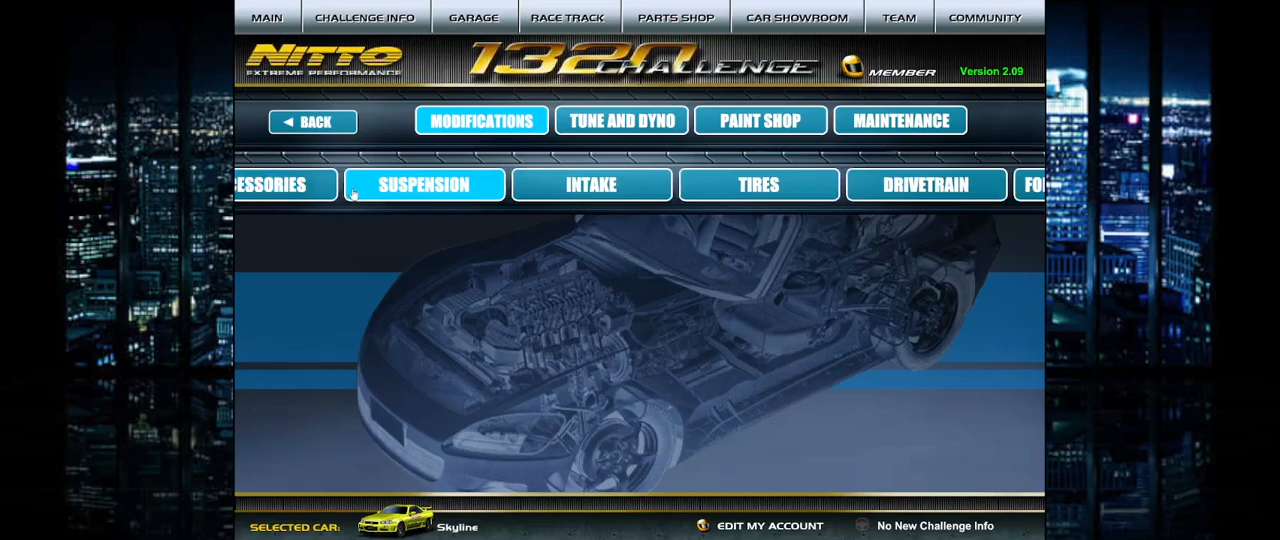 MAIN CHALLENGE INFO GARAGE RACE TRACK PARTS SHOP CAR SHOWROOM TEAM COMMUNITY
NITTO
EXTREME PERFORMANCE
1320
CHALLENGE
MEMBER
Version 2.09
BACK MODIFICATIONS TUNE AND DYNO PAINT SHOP MAINTENANCE
ESSORIES SUSPENSION INTAKE TIRES DRIVETRAIN FO
SELECTED CAR: Skyline EDIT MY ACCOUNT No New Challenge Info